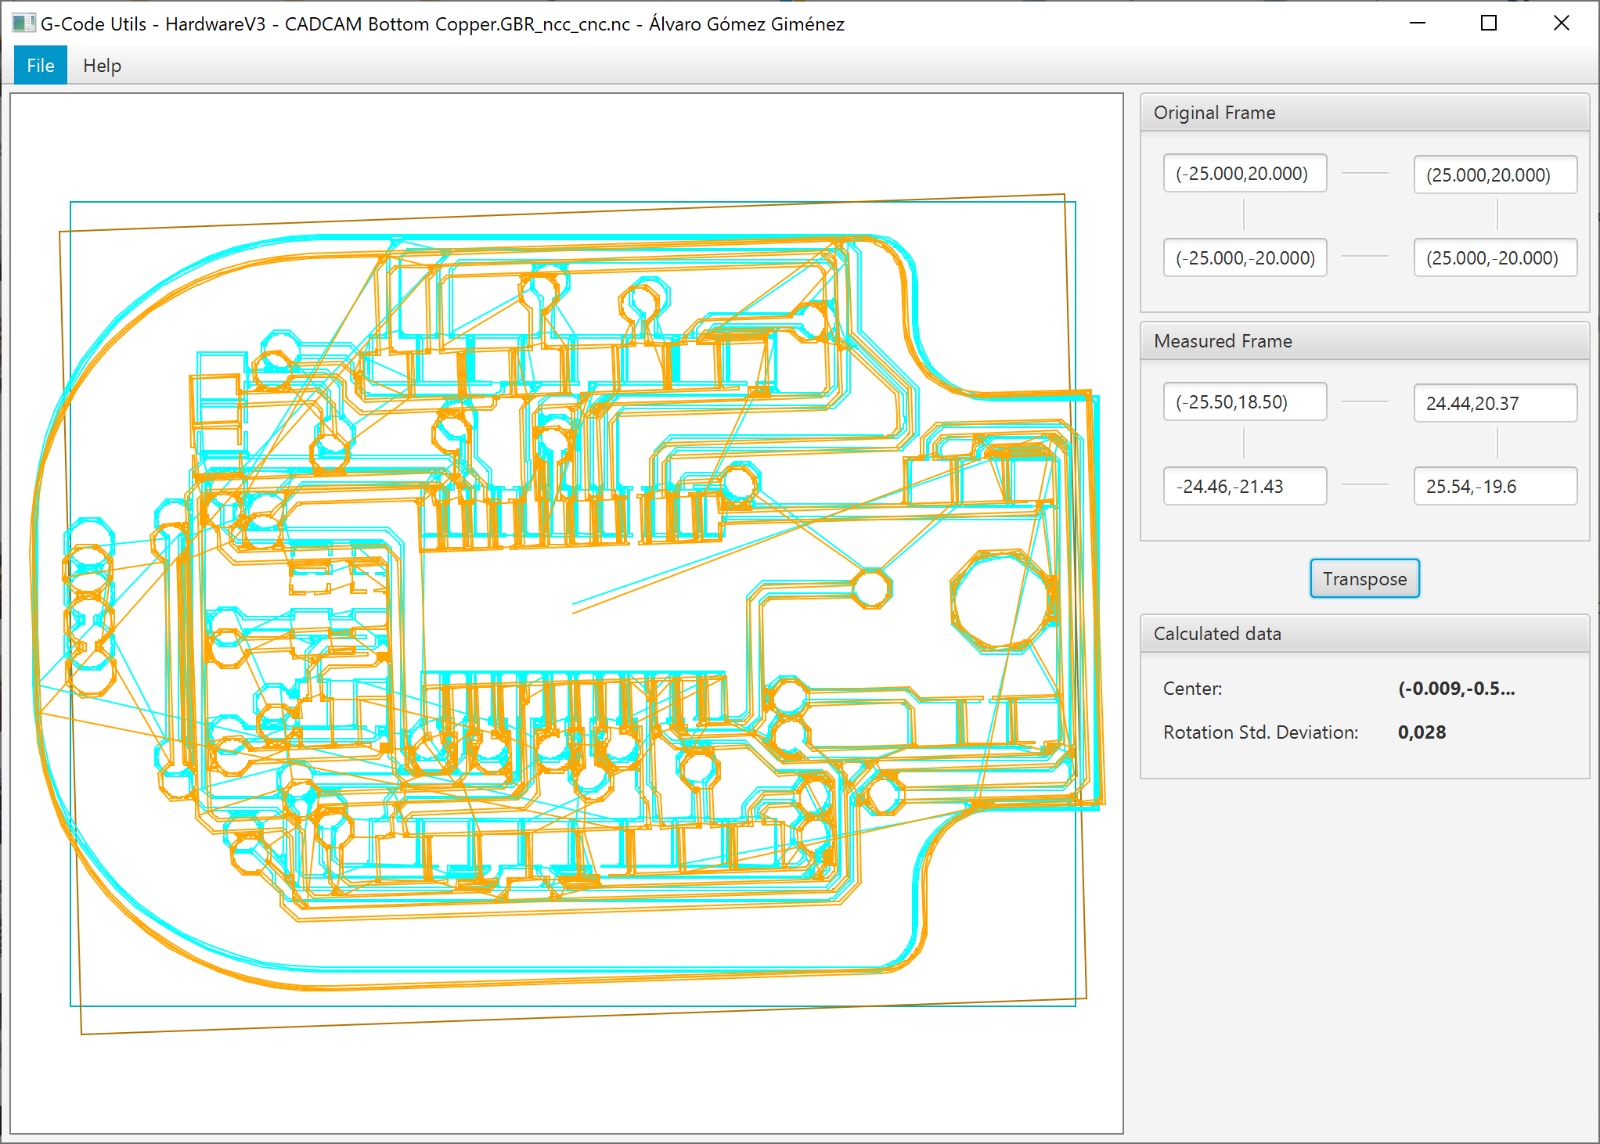 G-Code Utils - HardwareV3 - CADCAM Bottom Copper.GBR_ncc_cnc.nc - Álvaro Gómez Giménez
File Help
Original Frame
(-25.000,20.000) (25.000,20.000)
(-25.000,-20.000) (25.000,-20.000)
Measured Frame
(-25.50,18.50) 24.44,20.37
-24.46,-21.43 25.54,-19.6
Transpose
Calculated data
Center: (-0.009,-0.5...
Rotation Std. Deviation: 0,028